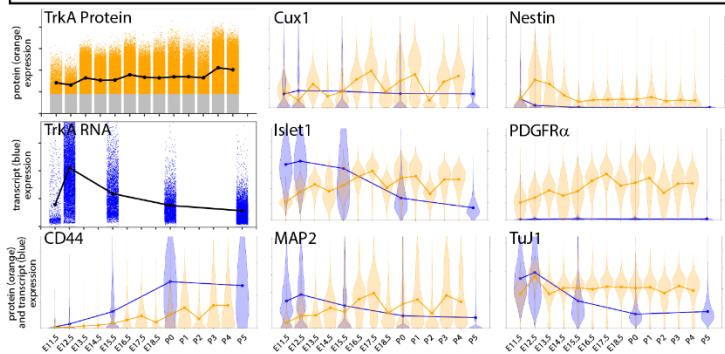 TrkA Protein
Cux1
Nestin
protein (orange)
expression
TrkA RNA
Islet1
PDGFRα
transcript (blue)
expression
CD44
MAP2
TuJ1
protein (orange)
and transcript (blue)
expression
E11.5 E12.5 E13.5 E14.5 E15.5 E16.5 E17.5 E18.5 P0 P1 P2 P3 P4 P5
E11.5 E12.5 E13.5 E14.5 E15.5 E16.5 E17.5 E18.5 P0 P1 P2 P3 P4 P5
E11.5 E12.5 E13.5 E14.5 E15.5 E16.5 E17.5 E18.5 P0 P1 P2 P3 P4 P5